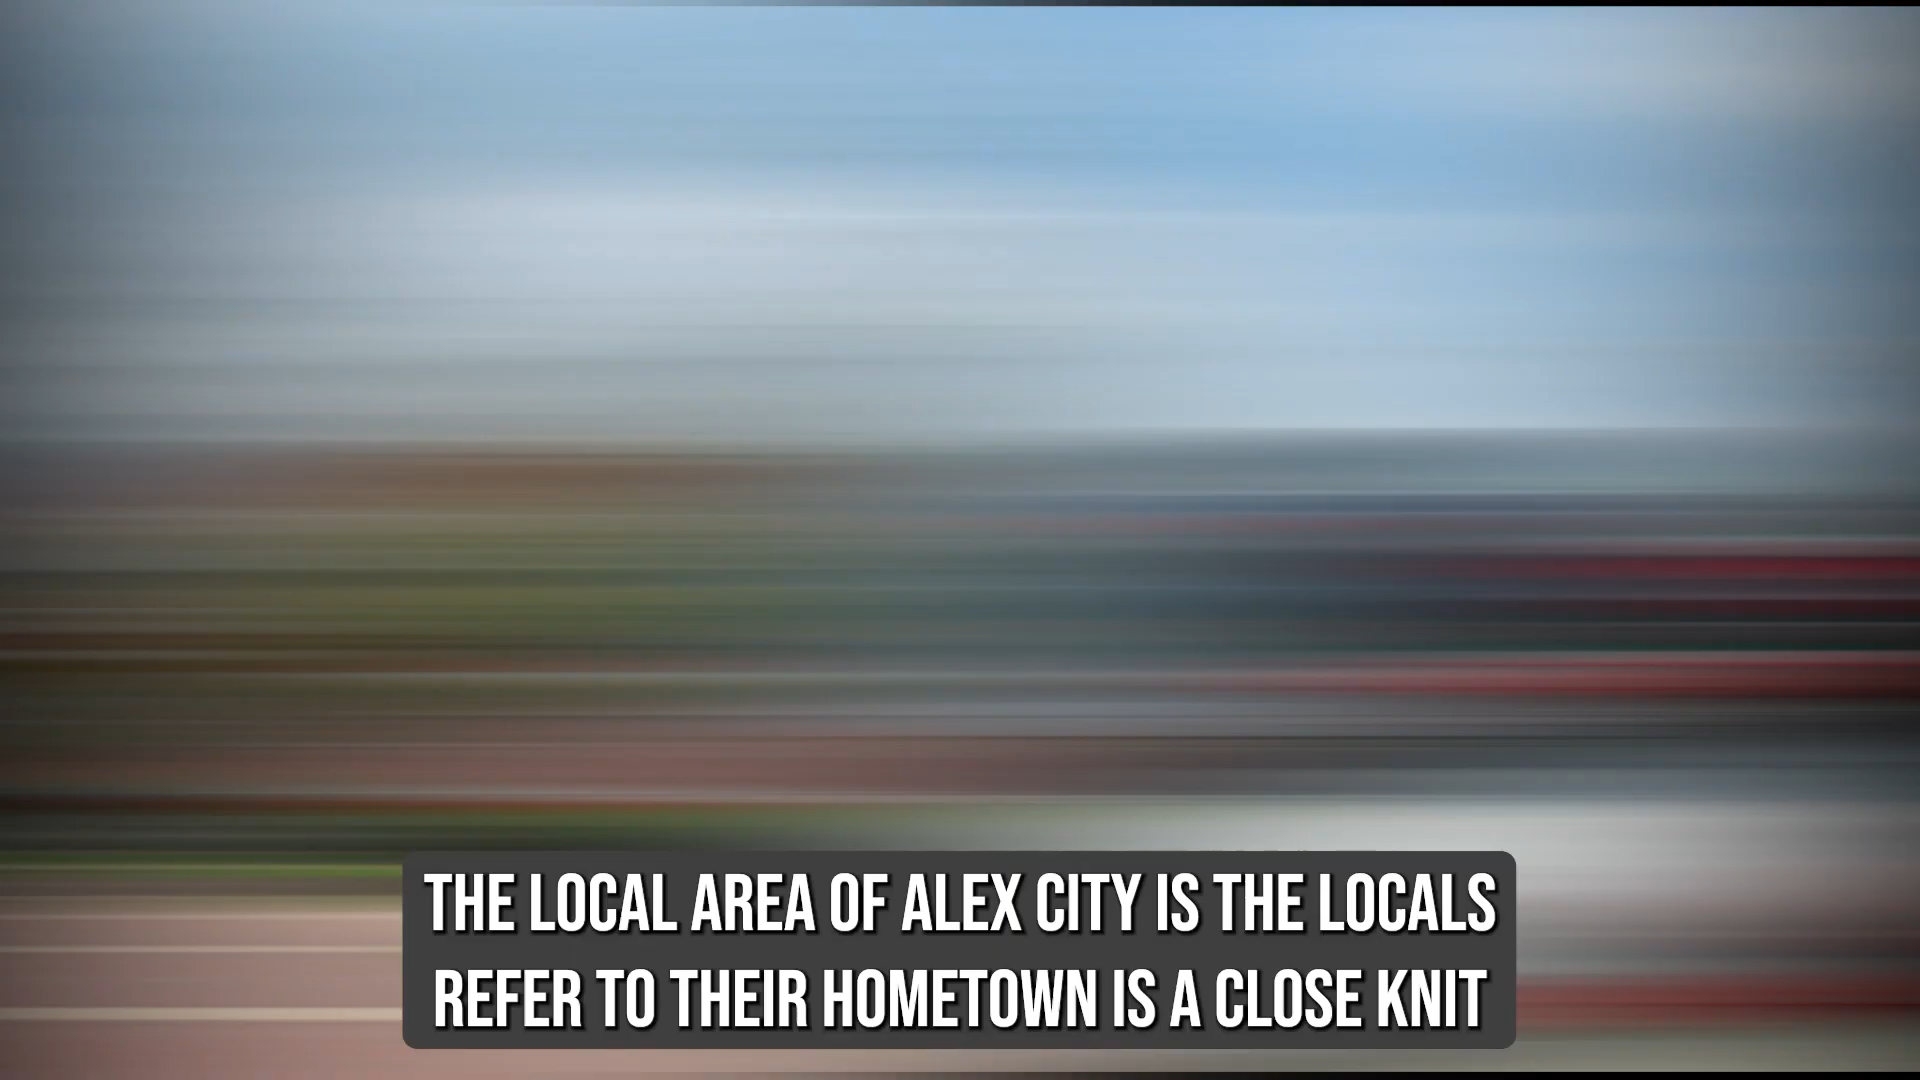 THE LOCAL AREA OF ALEX CITY IS THE LOCALS
REFER TO THEIR HOMETOWN IS A CLOSE KNIT